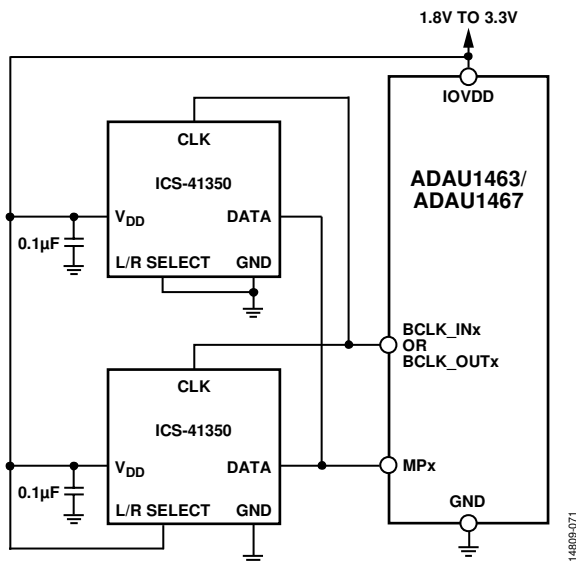 1.8V TO 3.3V
IOVDD
ADAU1463/
ADAU1467
CLK
ICS-41350
VDD
DATA
0.1µF
L/R SELECT
GND
BCLK_INx
OR
BCLK_OUTx
CLK
ICS-41350
VDD
DATA
MPx
0.1µF
L/R SELECT
GND
GND
14809-071